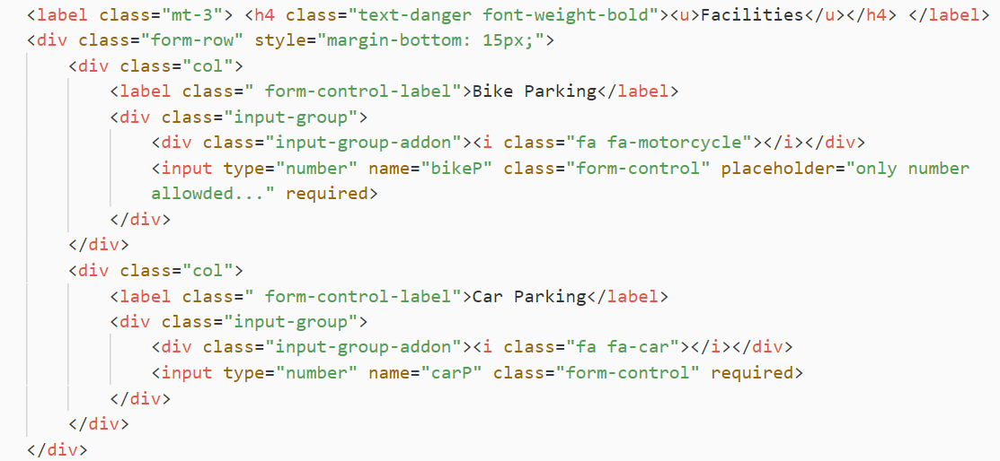 <label class="mt-3"> <h4 class="text-danger font-weight-bold"><u>Facilities</u></h4> </label>
<div class="form-row" style="margin-bottom: 15px;">
<div class="col">
<label class=" form-control-label">Bike Parking</label>
<div class="input-group">
<div class="input-group-addon"><i class="fa fa-motorcycle"></i></div>
<input type="number" name="bikeP" class="form-control" placeholder="only number
allowded..." required>
</div>
</div>
<div class="col">
<label class=" form-control-label">Car Parking</label>
<div class="input-group">
<div class="input-group-addon"><i class="fa fa-car"></i></div>
<input type="number" name="carP" class="form-control" required>
</div>
</div>
</div>